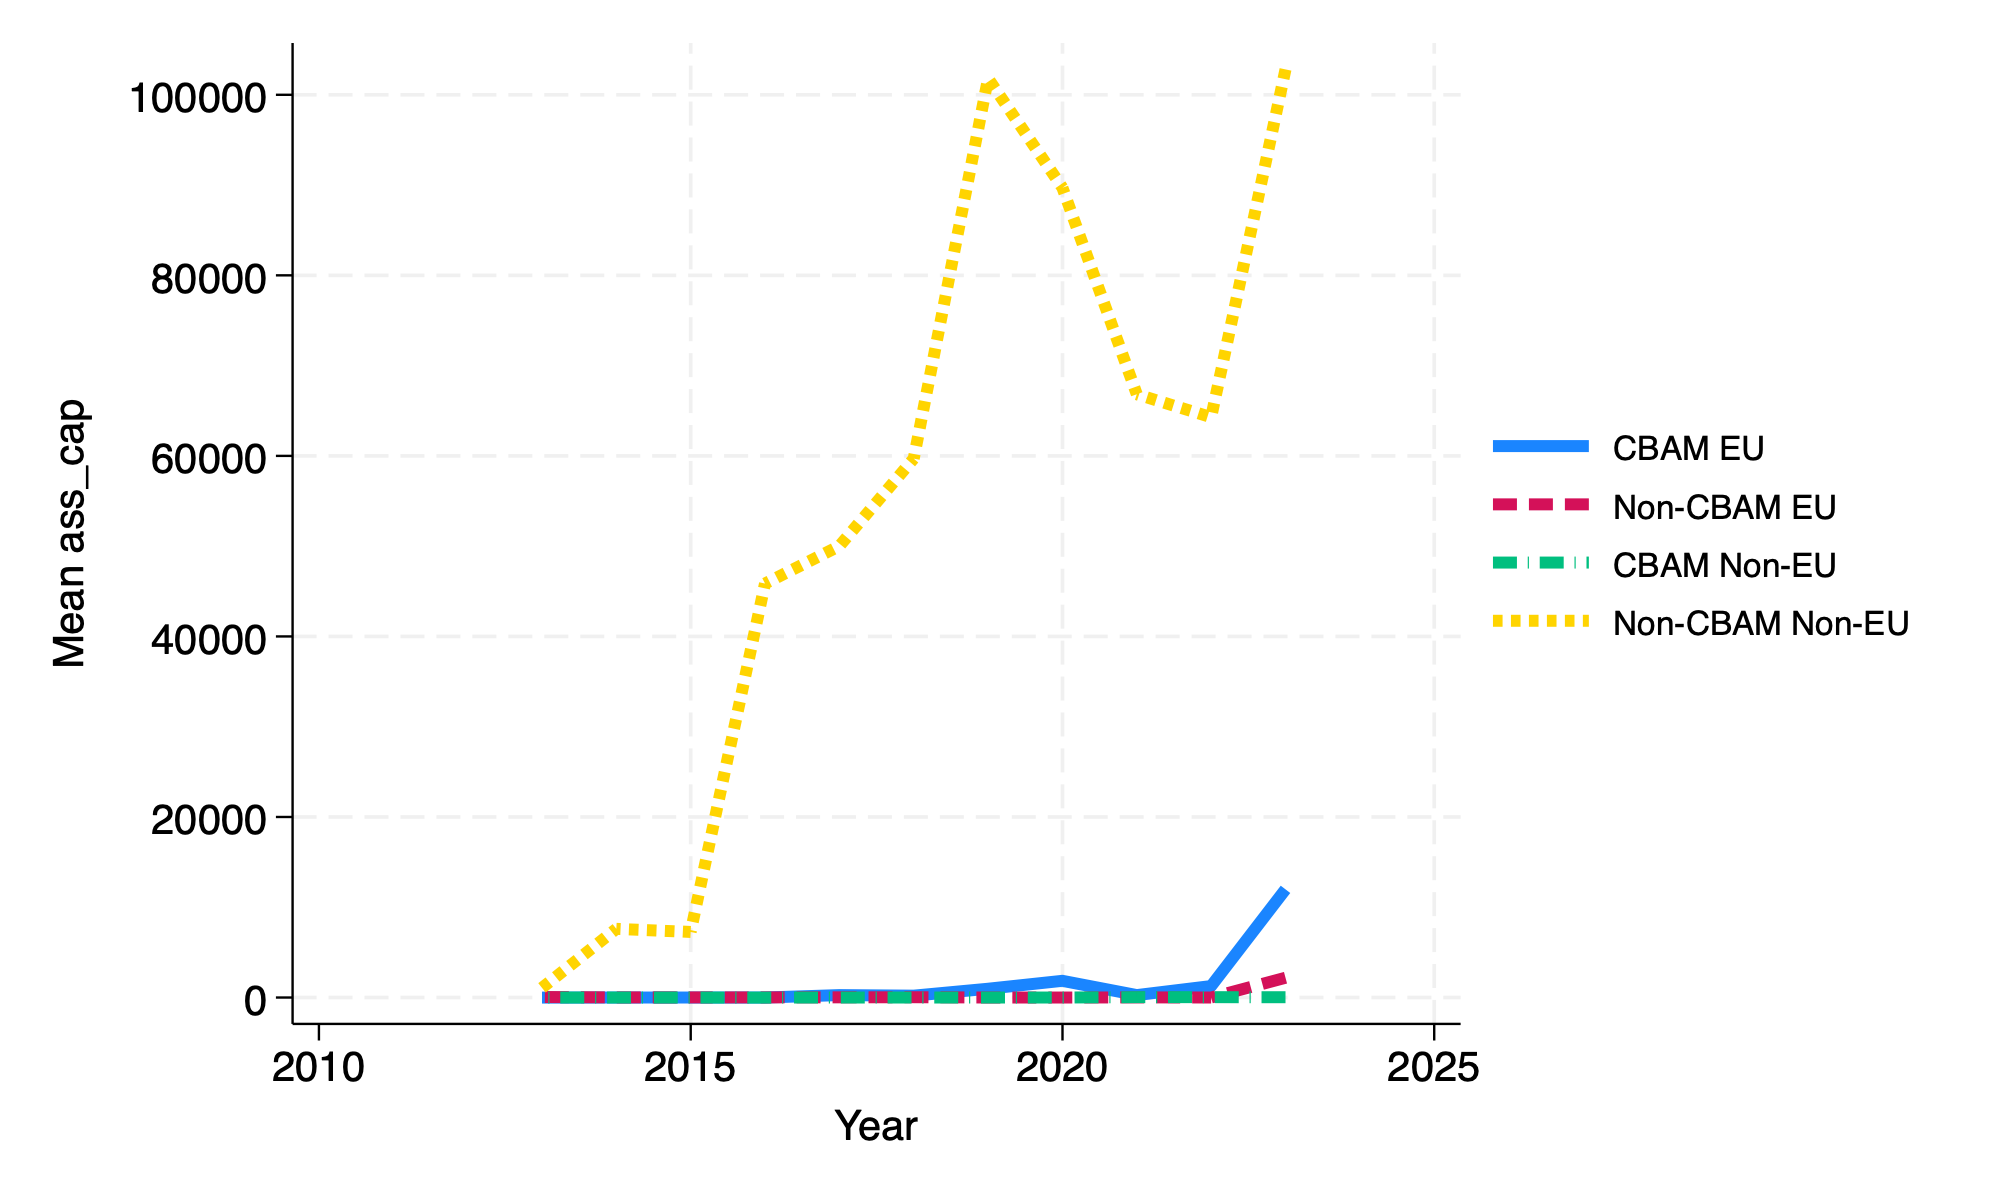 Mean ass_cap
100000
80000
60000
40000
20000
0
2010
2015
2020
2025
Year
CBAM EU
Non-CBAM EU
CBAM Non-EU
Non-CBAM Non-EU